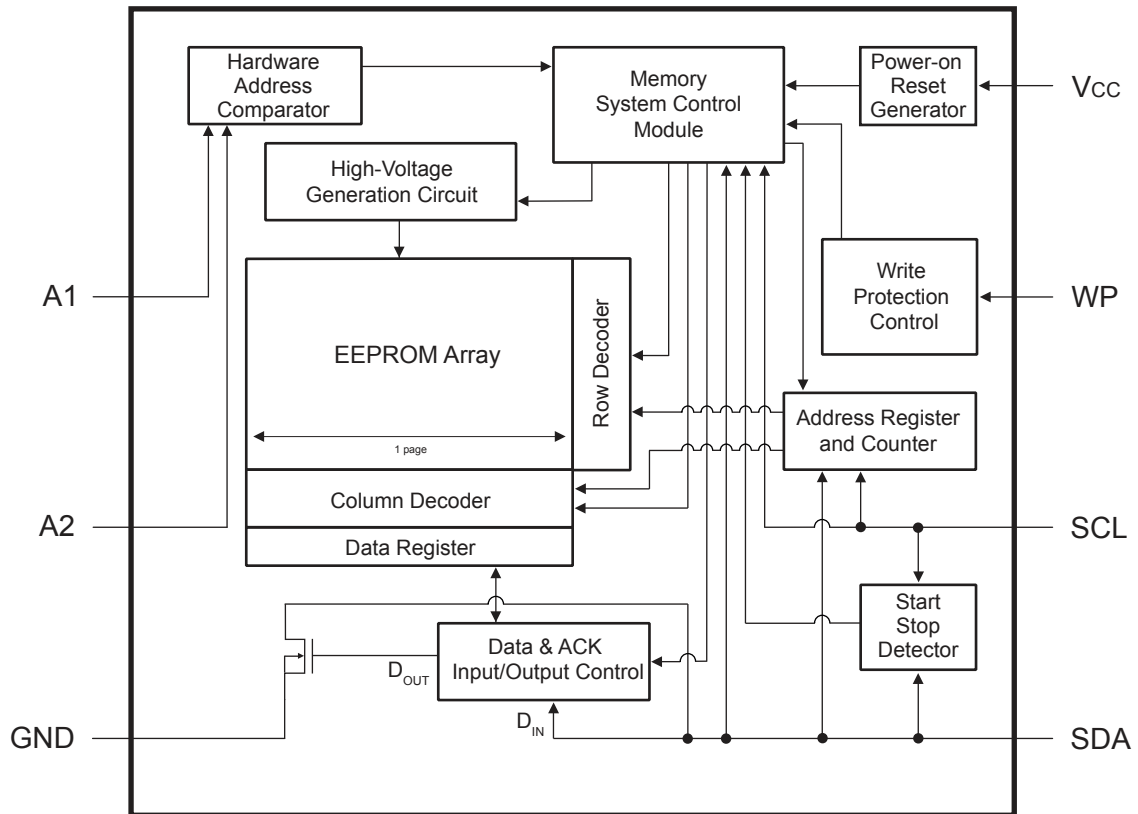 Hardware
Address
Comparator
Memory
System Control
Module
Power-on
Reset
Generator
VCC
High-Voltage
Generation Circuit
A1
EEPROM Array
1 page
Row Decoder
Write
Protection
Control
WP
Address Register
and Counter
Column Decoder
A2
Data Register
SCL
Start
Stop
Detector
Data & ACK
Input/Output Control
DOUT
DIN
GND
SDA